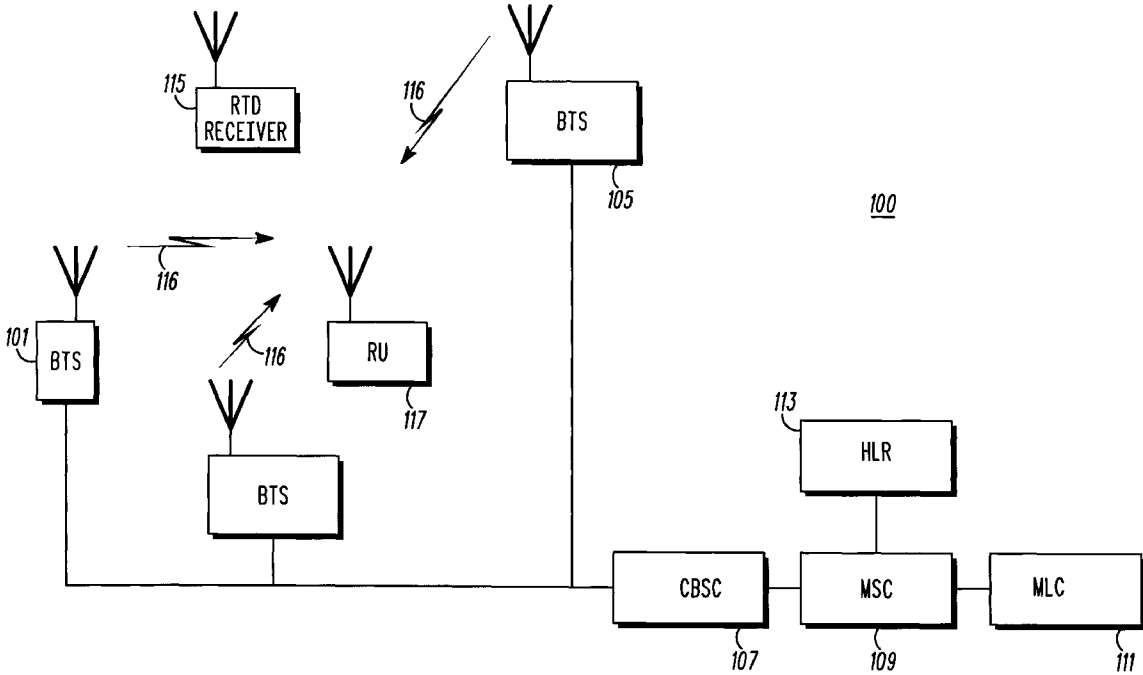 115
RTD
RECEIVER
116
BTS
105
100
116
101
BTS
116
RU
117
BTS
113
HLR
CBSC
107
MSC
109
MLC
111